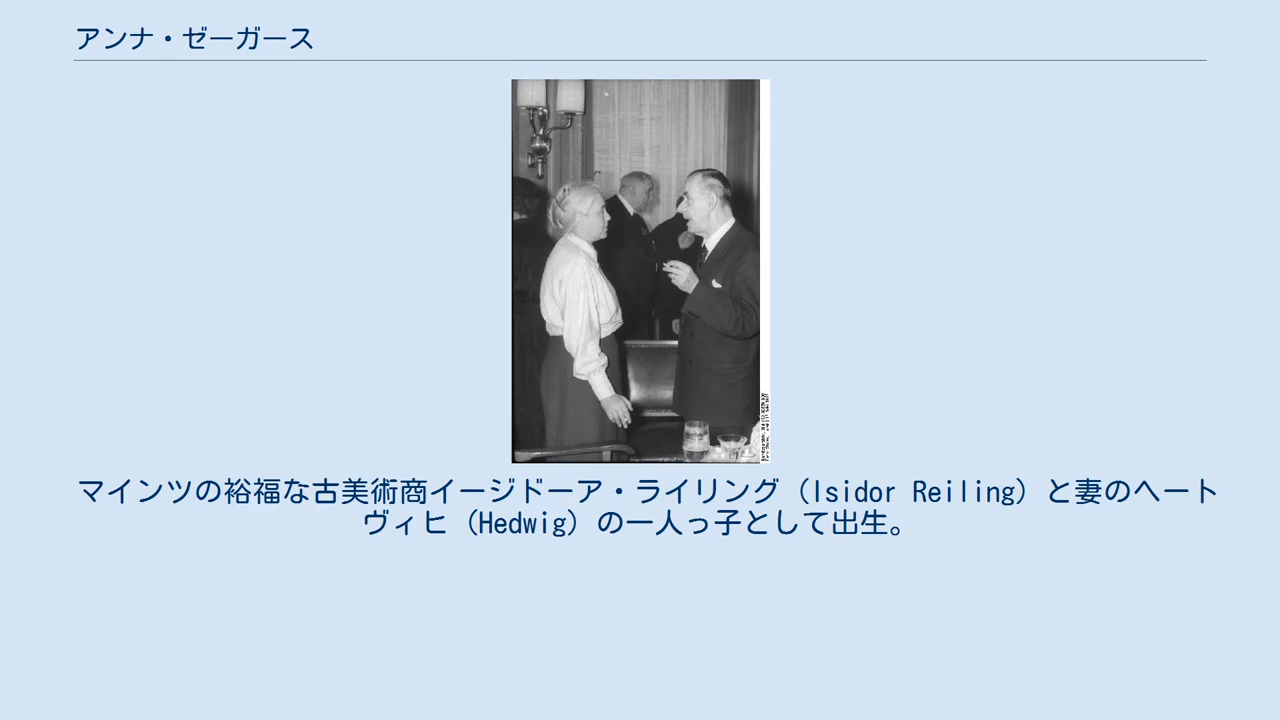 アンナ・ゼーガース
マインツの裕福な古美術商イージドーア・ライリング（Isidor Reiling）と妻のヘート
ヴィヒ（Hedwig）の一人っ子として出生。